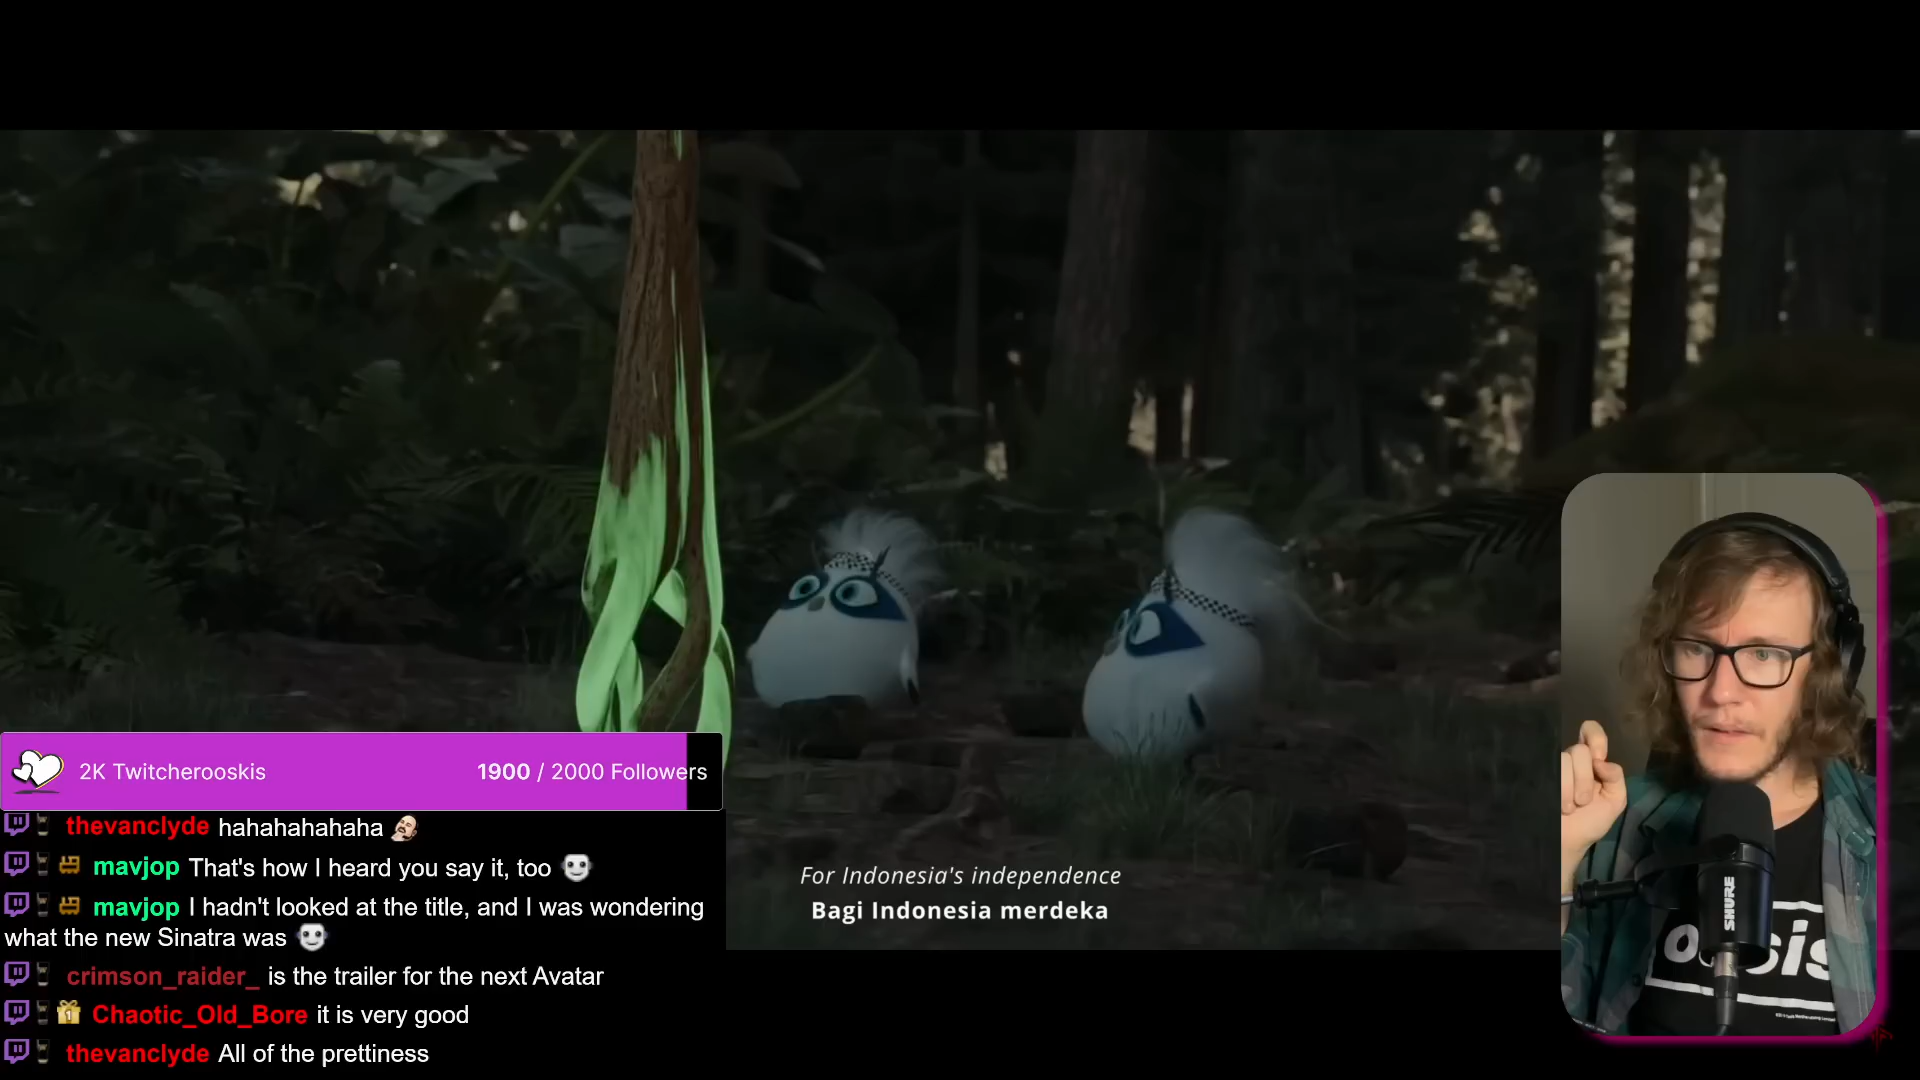 For Indonesia's independence
Bagi Indonesia merdeka
2K Twitcherooskis
1900 / 2000 Followers
thevanclyde hahahahahaha
mavjop That's how I heard you say it, too
mavjop I hadn't looked at the title, and I was wondering
what the new Sinatra was
crimson_raider_ is the trailer for the next Avatar
Chaotic_Old_Bore it is very good
thevanclyde All of the prettiness
SHURE
oasis